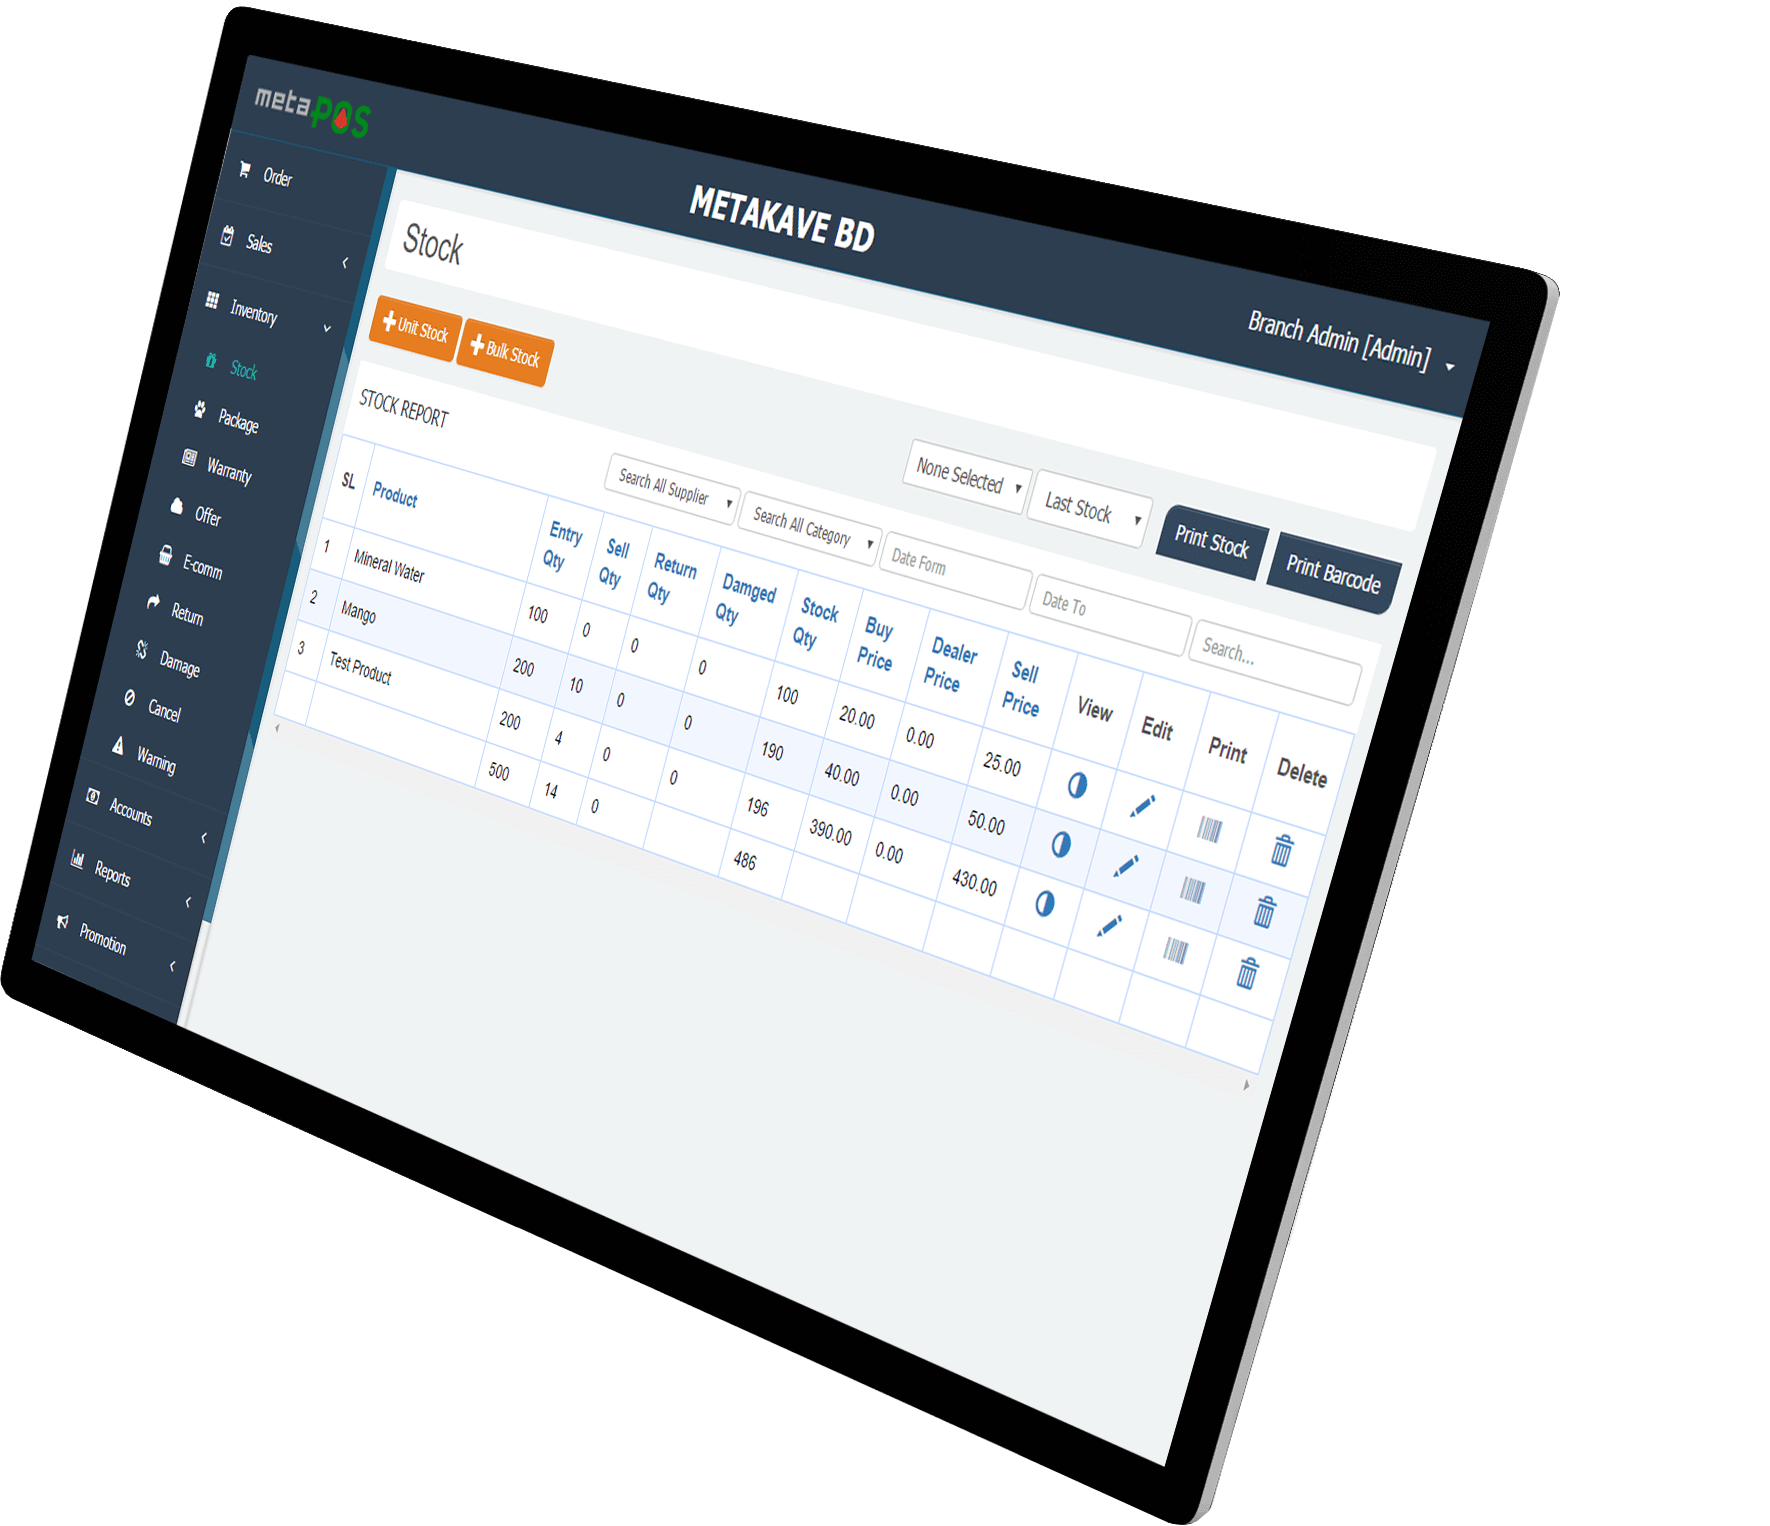 metaPOS
METAKAVE BD
Branch Admin [Admin]
Order
Sales
Inventory
Stock
Package
Warranty
Offer
E-comm
Return
Damage
Cancel
Warning
Accounts
Reports
Promotion
Stock
Unit Stock
Bulk Stock
None Selected
Last Stock
Print Stock
Print Barcode
STOCK REPORT
Search All Supplier
Search All Category
Date Form
Date To
Search...
SL Product Entry Qty Sell Qty Return Qty Damged Qty Stock Qty Buy Price Dealer Price Sell Price View Edit Print Delete
1 Mineral Water 100 0 0 0 100 20.00 0.00 25.00
2 Mango 200 10 0 0 190 40.00 0.00 50.00
3 Test Product 200 4 0 0 196 390.00 0.00 430.00
500 14 0 486